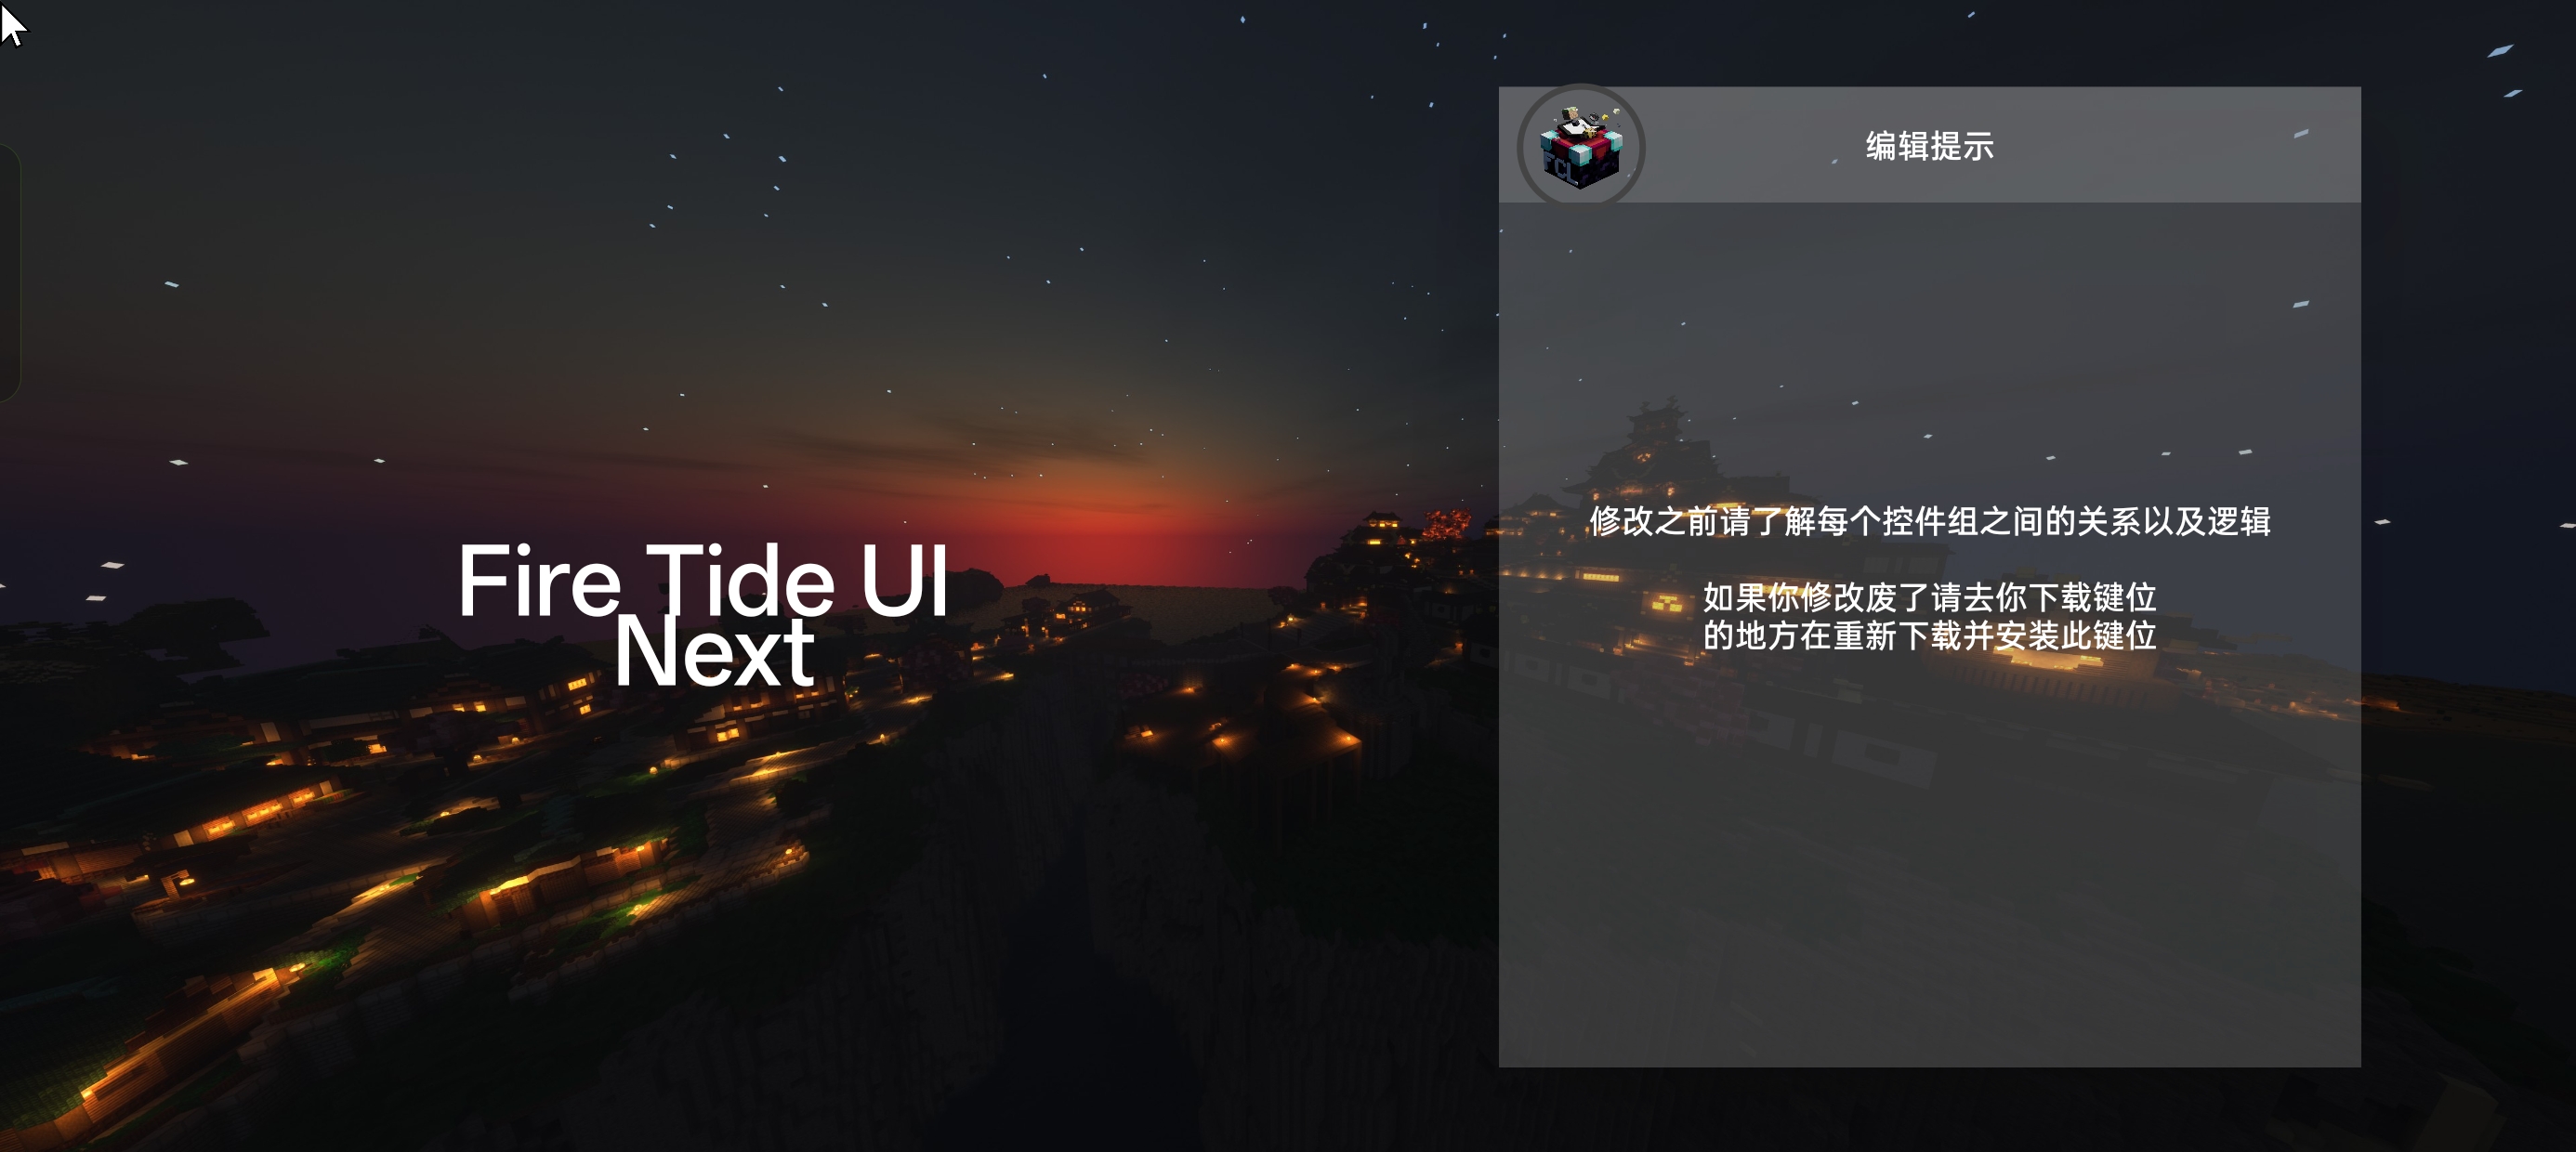 Fire Tide UI
Next
FCL
编辑提示
修改之前请了解每个控件组之间的关系以及逻辑
如果你修改废了请去你下载键位
的地方在重新下载并安装此键位